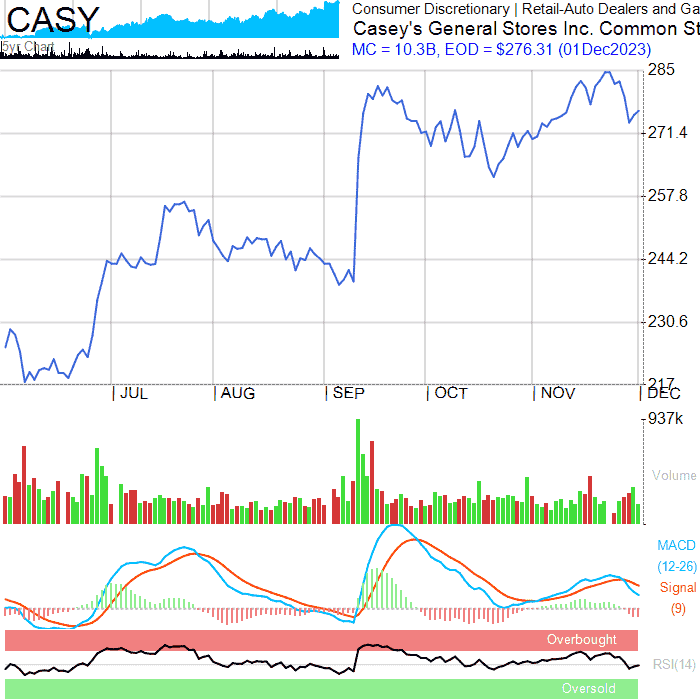 CASY
5yr Chart
Consumer Discretionary | Retail-Auto Dealers and Ga
Casey's General Stores Inc. Common St
MC = 10.3B, EOD = $276.31 (01Dec2023)
285
271.4
257.8
244.2
230.6
217
JUL
AUG
SEP
OCT
NOV
DEC
937k
Volume
MACD
(12-26)
Signal
(9)
Overbought
RSI(14)
Oversold